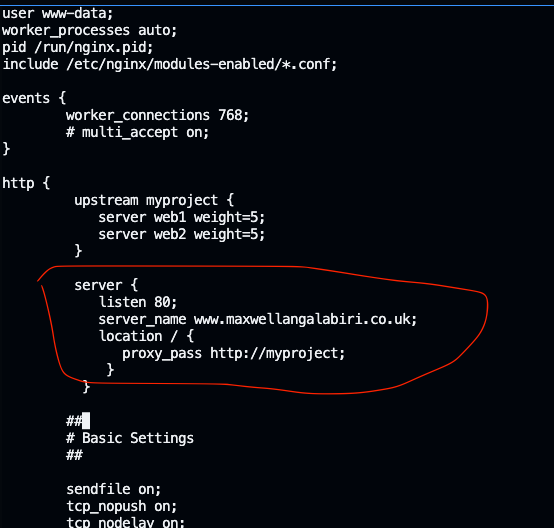 user www-data;
worker_processes auto;
pid /run/nginx.pid;
include /etc/nginx/modules-enabled/*.conf;
events {
worker_connections 768;
# multi_accept on;
}
http {
upstream myproject {
server web1 weight=5;
server web2 weight=5;
}
server {
listen 80;
server_name www.maxwellangalabiri.co.uk;
location / {
proxy_pass http://myproject;
}
}
##
# Basic Settings
##
sendfile on;
tcp_nopush on;
tcp_nodelay on;